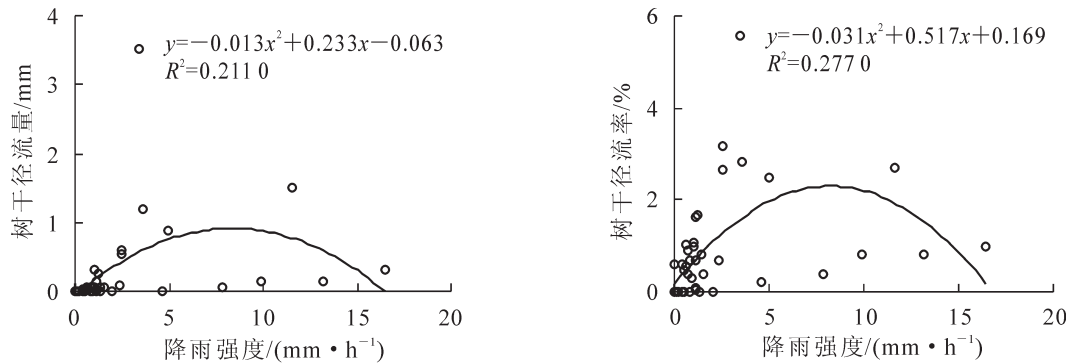 4
3
2
1
0
树干径流量/mm
y=−0.013x²+0.233x−0.063
R²=0.211 0
0 5 10 15 20
降雨强度/(mm·h⁻¹)
6
4
2
0
树干径流率/%
y=−0.031x²+0.517x+0.169
R²=0.277 0
0 5 10 15 20
降雨强度/(mm·h⁻¹)